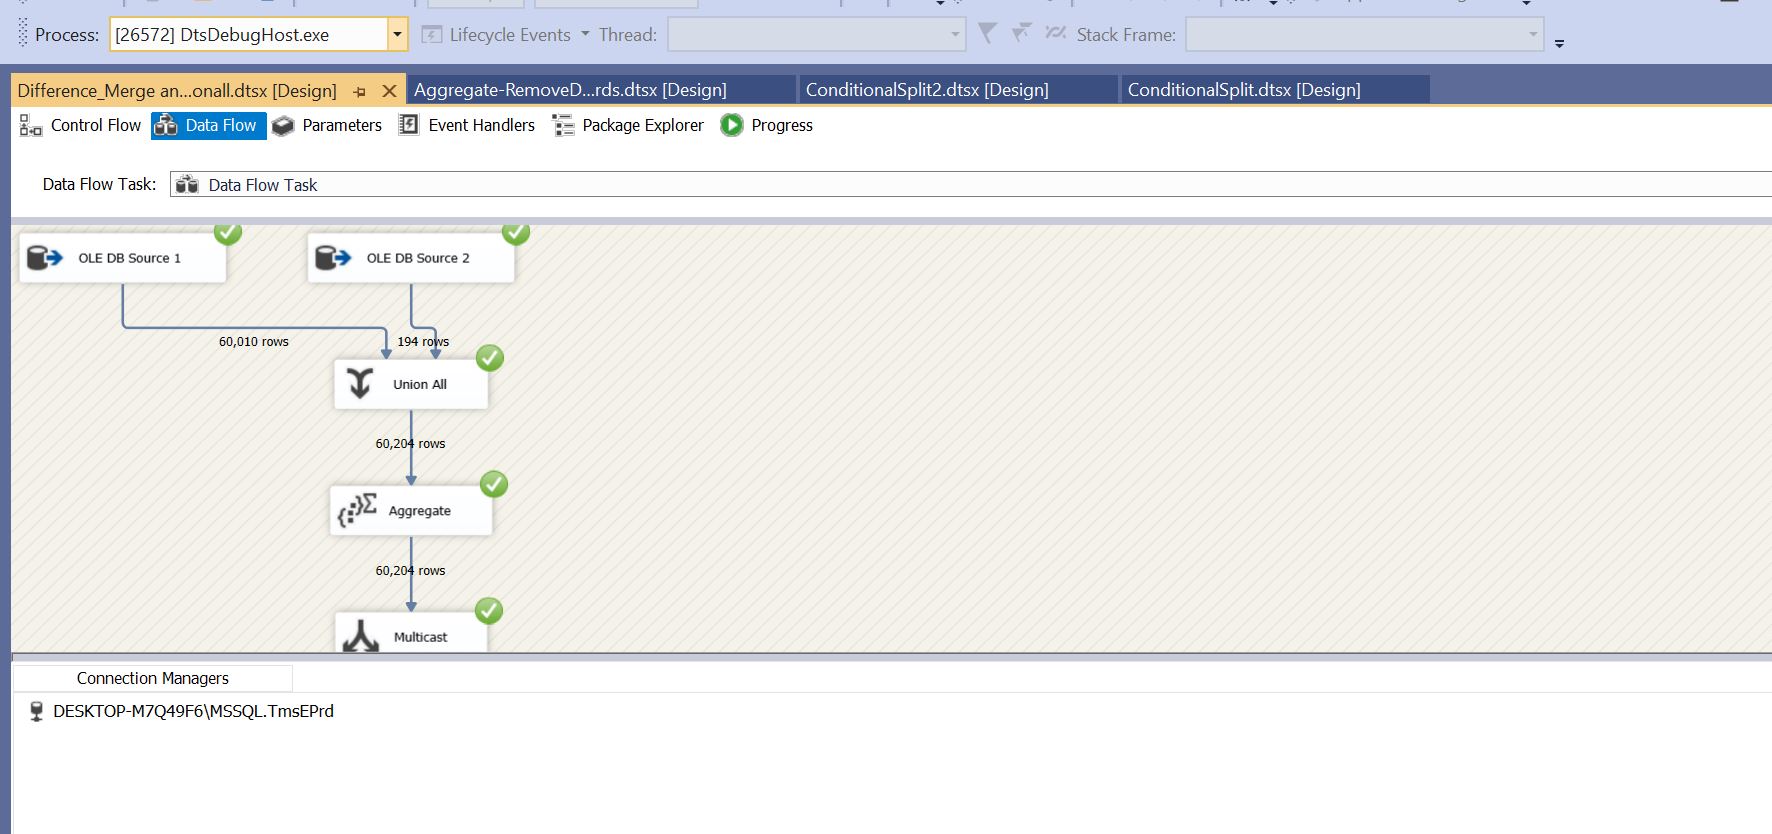 Process: [26572] DtsDebugHost.exe Lifecycle Events Thread: Stack Frame:
Difference_Merge an...onall.dtsx [Design] Aggregate-RemoveD...rds.dtsx [Design] ConditionalSplit2.dtsx [Design] ConditionalSplit.dtsx [Design]
Control Flow Data Flow Parameters Event Handlers Package Explorer Progress
Data Flow Task: Data Flow Task
OLE DB Source 1 OLE DB Source 2
60,010 rows 194 rows
Union All
60,204 rows
Aggregate
60,204 rows
Multicast
Connection Managers
DESKTOP-M7Q49F6\MSSQL.TmsEPrd